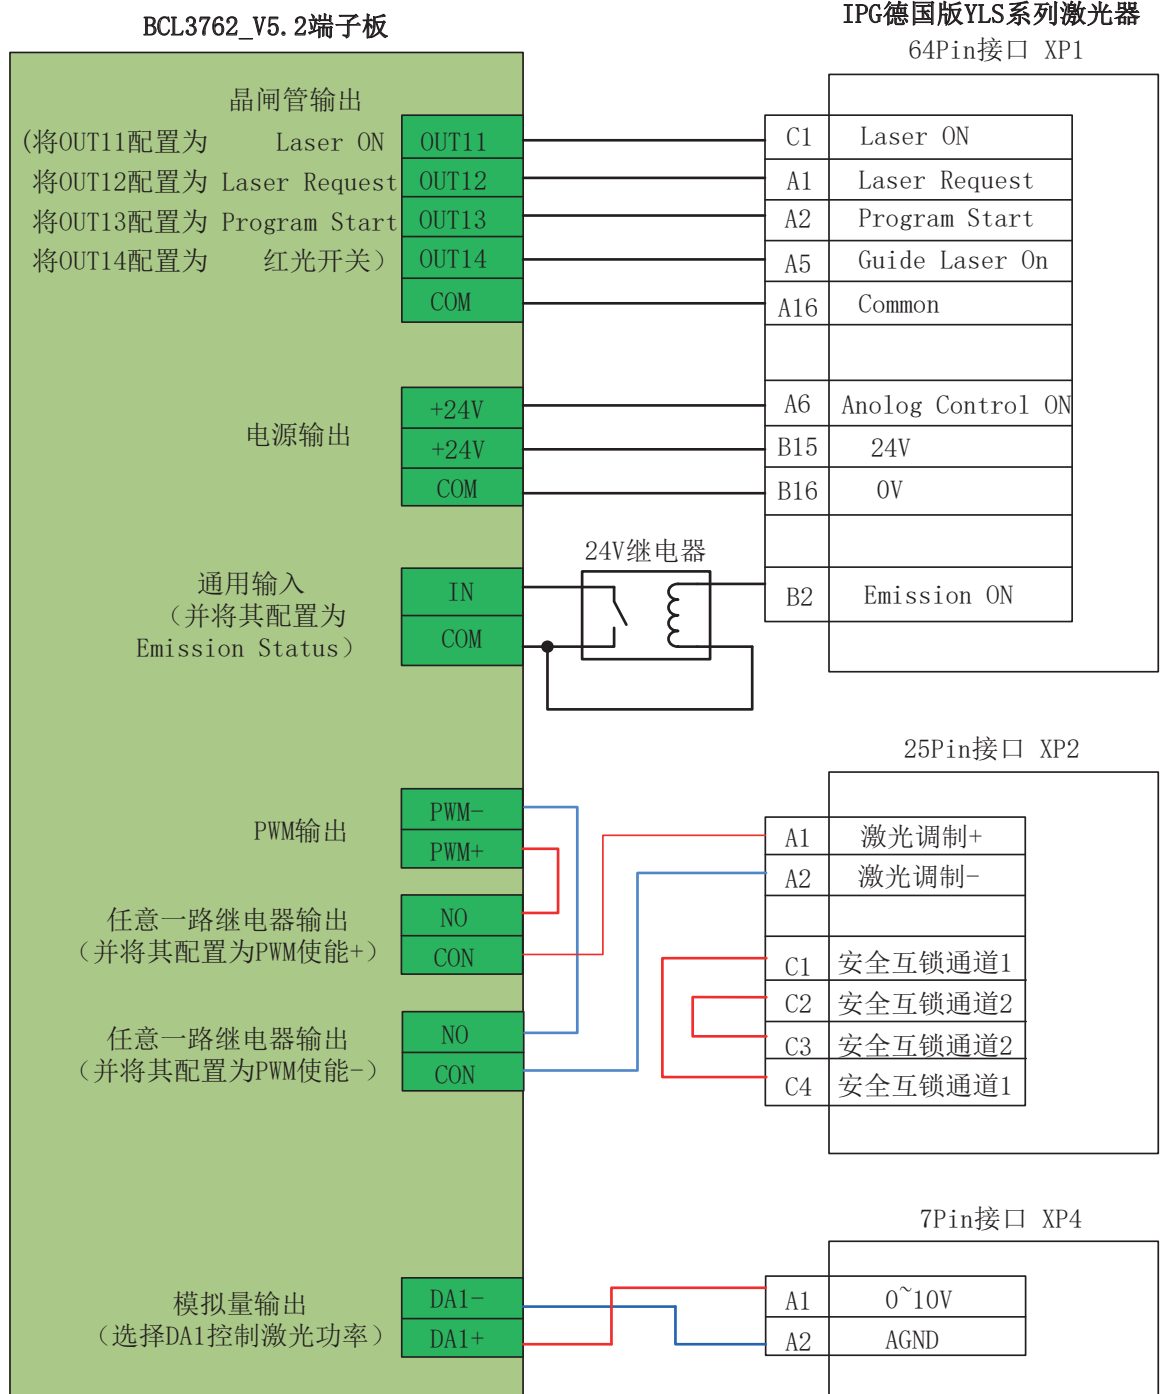 BCL3762_V5.2端子板
IPG德国版YLS系列激光器
64Pin接口 XP1
晶闸管输出
(将OUT11配置为 Laser ON
将OUT12配置为 Laser Request
将OUT13配置为 Program Start
将OUT14配置为 红光开关）
OUT11
OUT12
OUT13
OUT14
COM
C1 Laser ON
A1 Laser Request
A2 Program Start
A5 Guide Laser On
A16 Common
电源输出
+24V
+24V
COM
A6 Anolog Control ON
B15 24V
B16 0V
24V继电器
通用输入
（并将其配置为
Emission Status）
IN
COM
B2 Emission ON
25Pin接口 XP2
PWM输出
PWM-
PWM+
任意一路继电器输出
（并将其配置为PWM使能+）
NO
CON
任意一路继电器输出
（并将其配置为PWM使能-）
NO
CON
A1 激光调制+
A2 激光调制-
C1 安全互锁通道1
C2 安全互锁通道2
C3 安全互锁通道2
C4 安全互锁通道1
7Pin接口 XP4
模拟量输出
（选择DA1控制激光功率）
DA1-
DA1+
A1 0~10V
A2 AGND